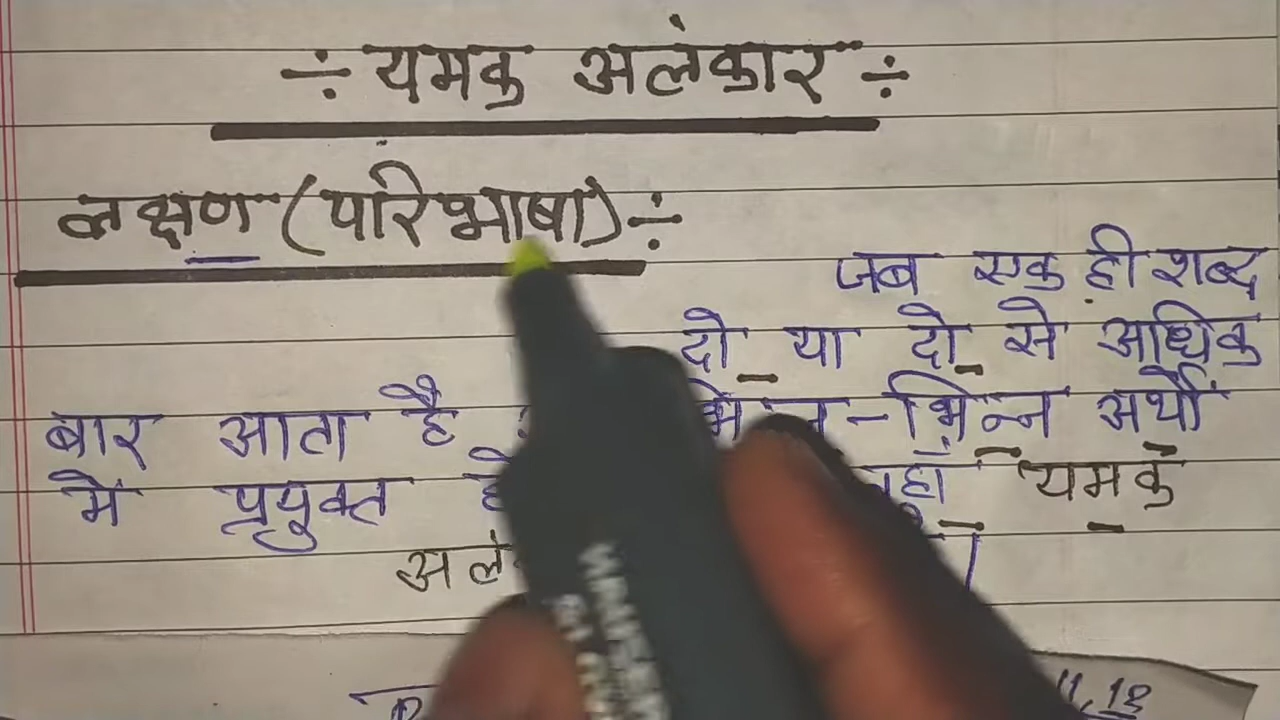 ÷ यमक अलंकार ÷
लक्षण (परिभाषा) ÷
जब एक ही शब्द
दो या दो से अधिक
बार आता है भिन्न-भिन्न अर्थों
में प्रयुक्त यमक